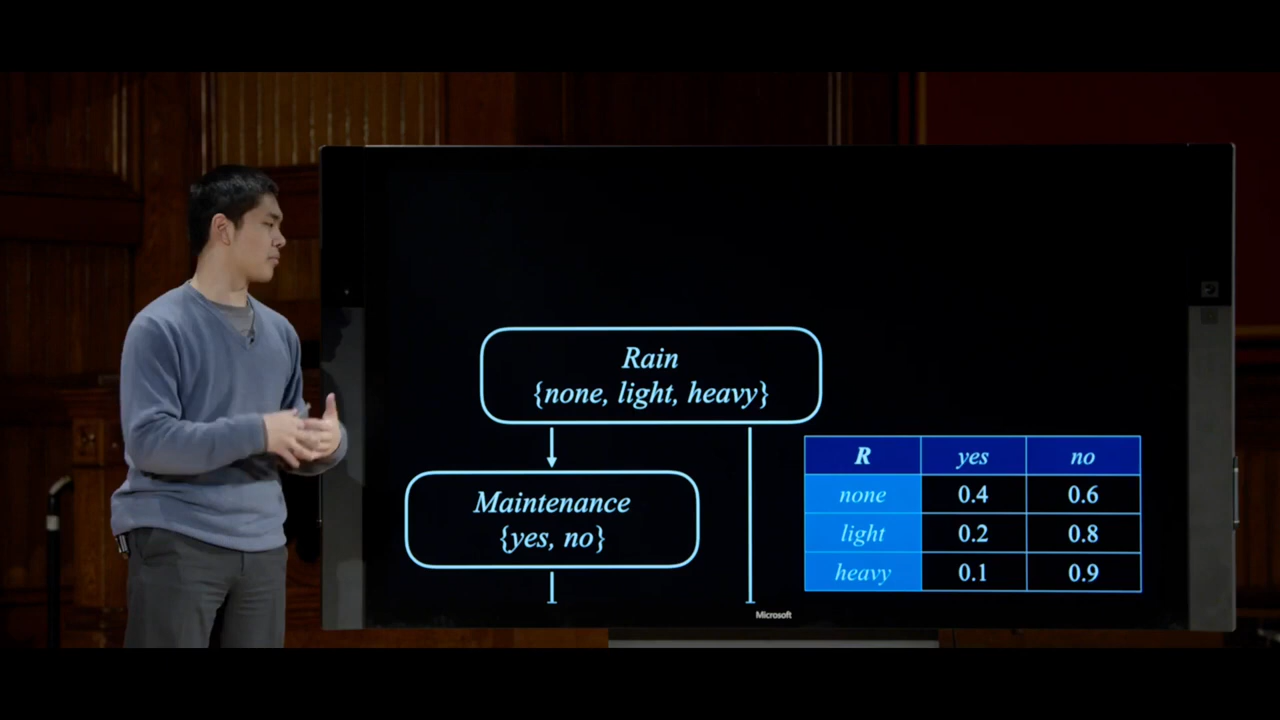 Rain
{none, light, heavy}
Maintenance
{yes, no}
R yes no
none 0.4 0.6
light 0.2 0.8
heavy 0.1 0.9
Microsoft